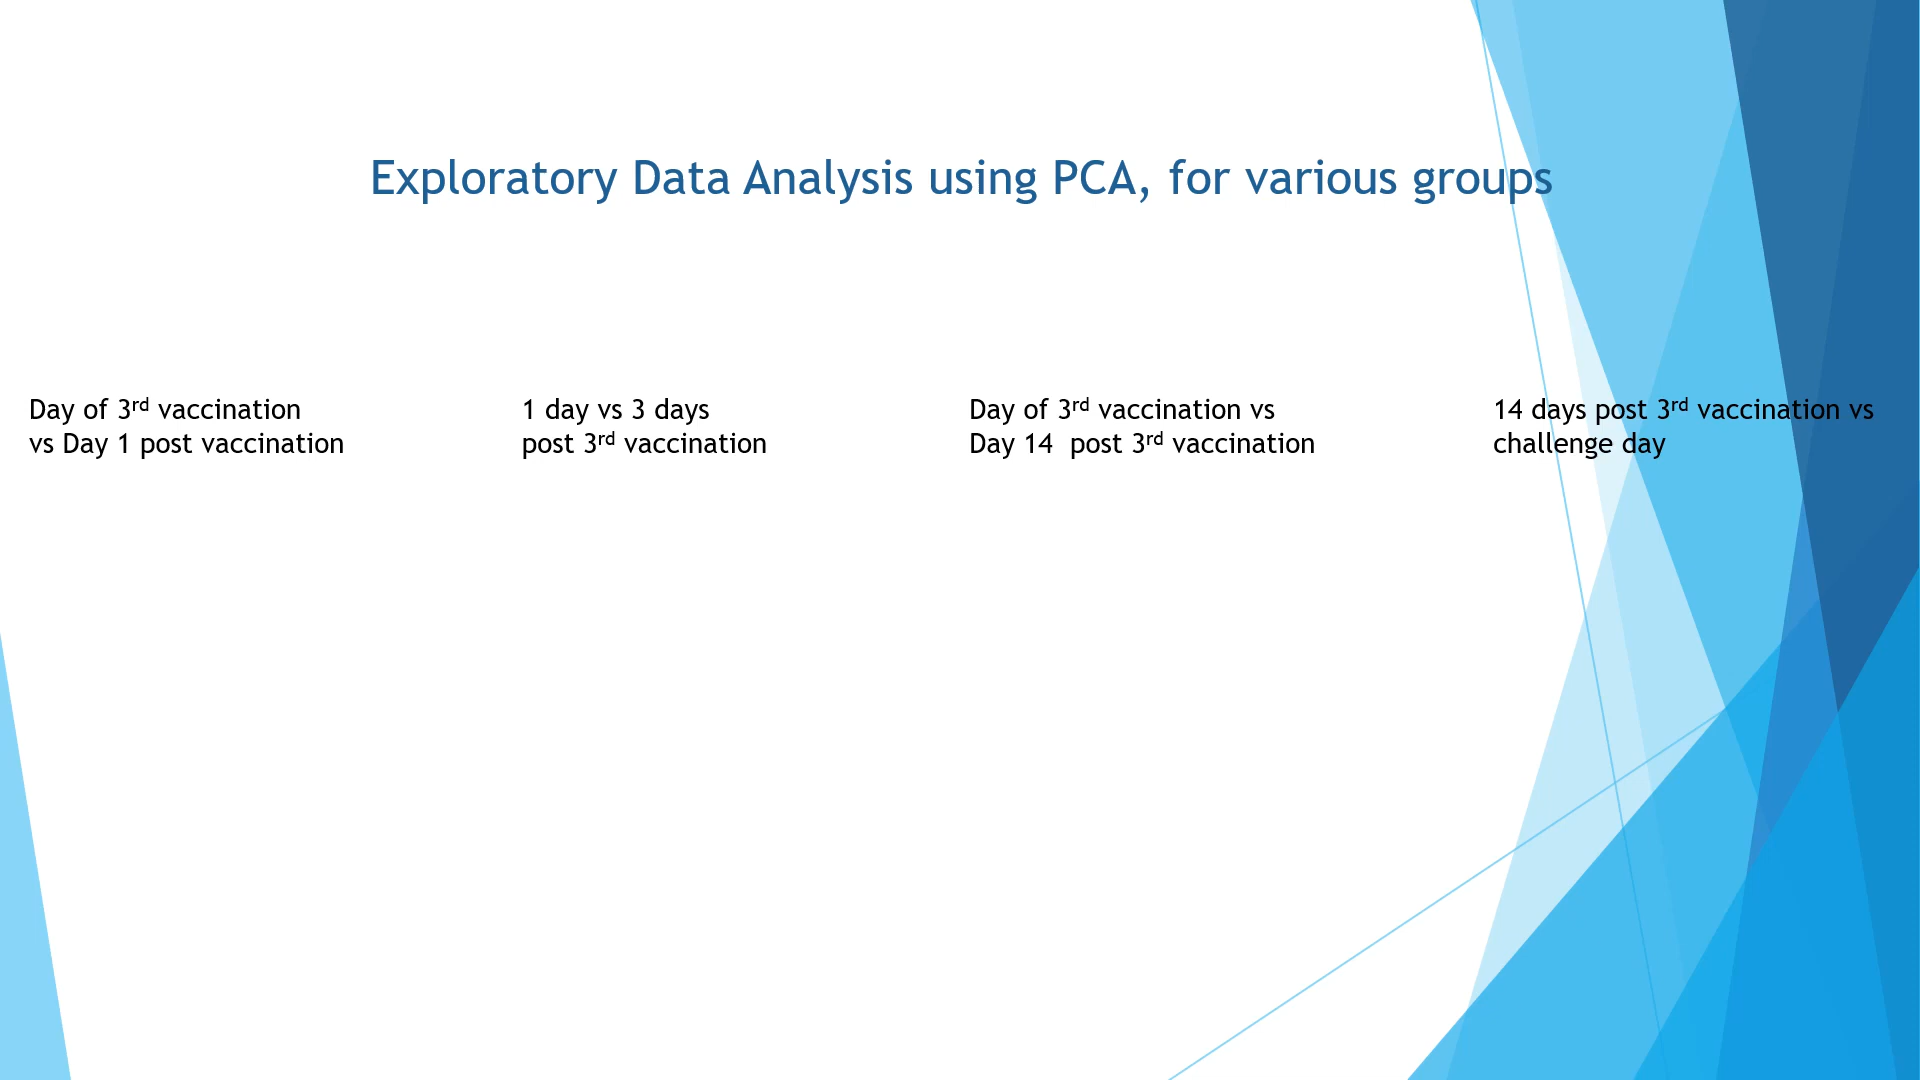 Exploratory Data Analysis using PCA, for various groups
Day of 3rd vaccination
vs Day 1 post vaccination
1 day vs 3 days
post 3rd vaccination
Day of 3rd vaccination vs
Day 14  post 3rd vaccination
14 days post 3rd vaccination vs
challenge day